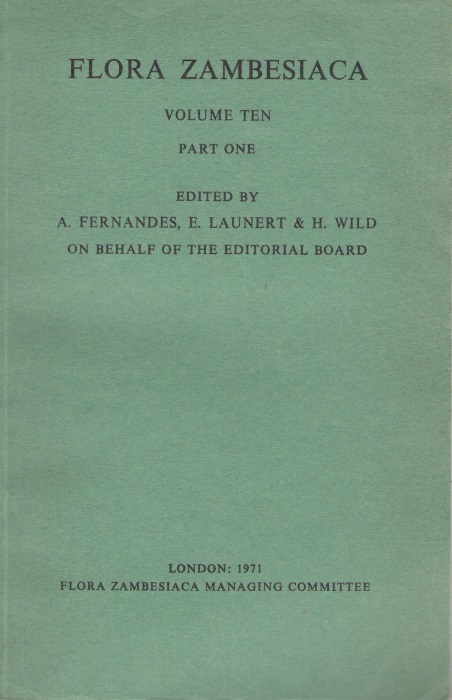 FLORA ZAMBESIACA
VOLUME TEN
PART ONE
EDITED BY
A. FERNANDES, E. LAUNERT & H. WILD
ON BEHALF OF THE EDITORIAL BOARD
LONDON: 1971
FLORA ZAMBESIACA MANAGING COMMITTEE